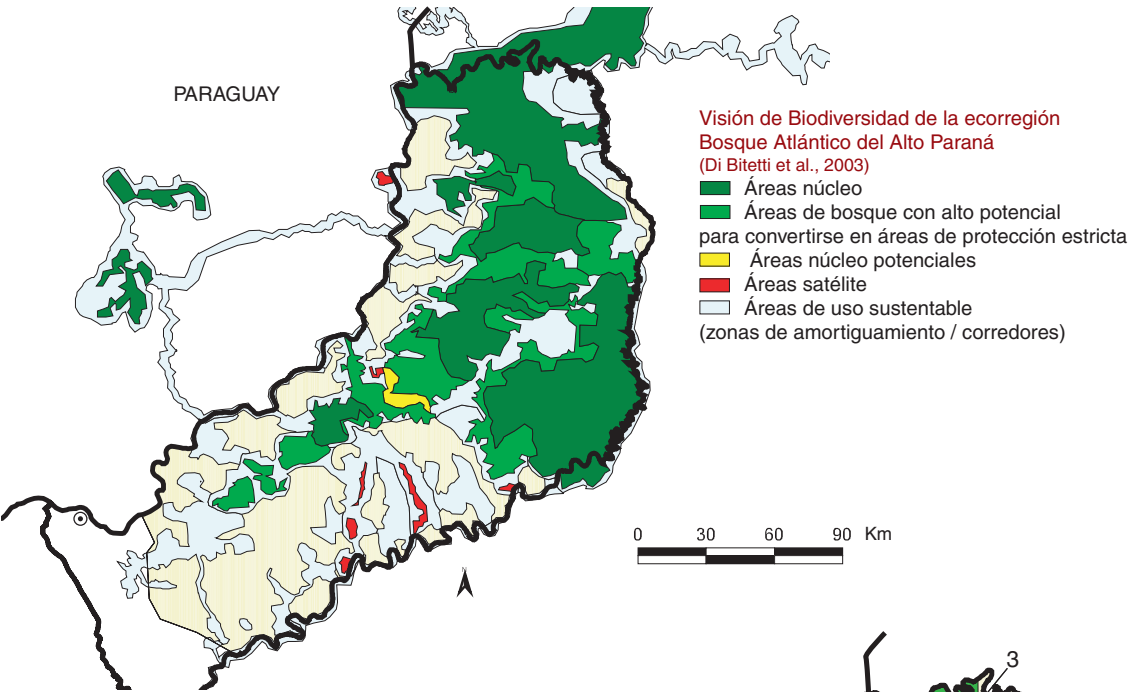 PARAGUAY
Visión de Biodiversidad de la ecorregión
Bosque Atlántico del Alto Paraná
(Di Bitetti et al., 2003)
Áreas núcleo
Áreas de bosque con alto potencial
para convertirse en áreas de protección estricta
Áreas núcleo potenciales
Áreas satélite
Áreas de uso sustentable
(zonas de amortiguamiento / corredores)
0 30 60 90 Km
N
3